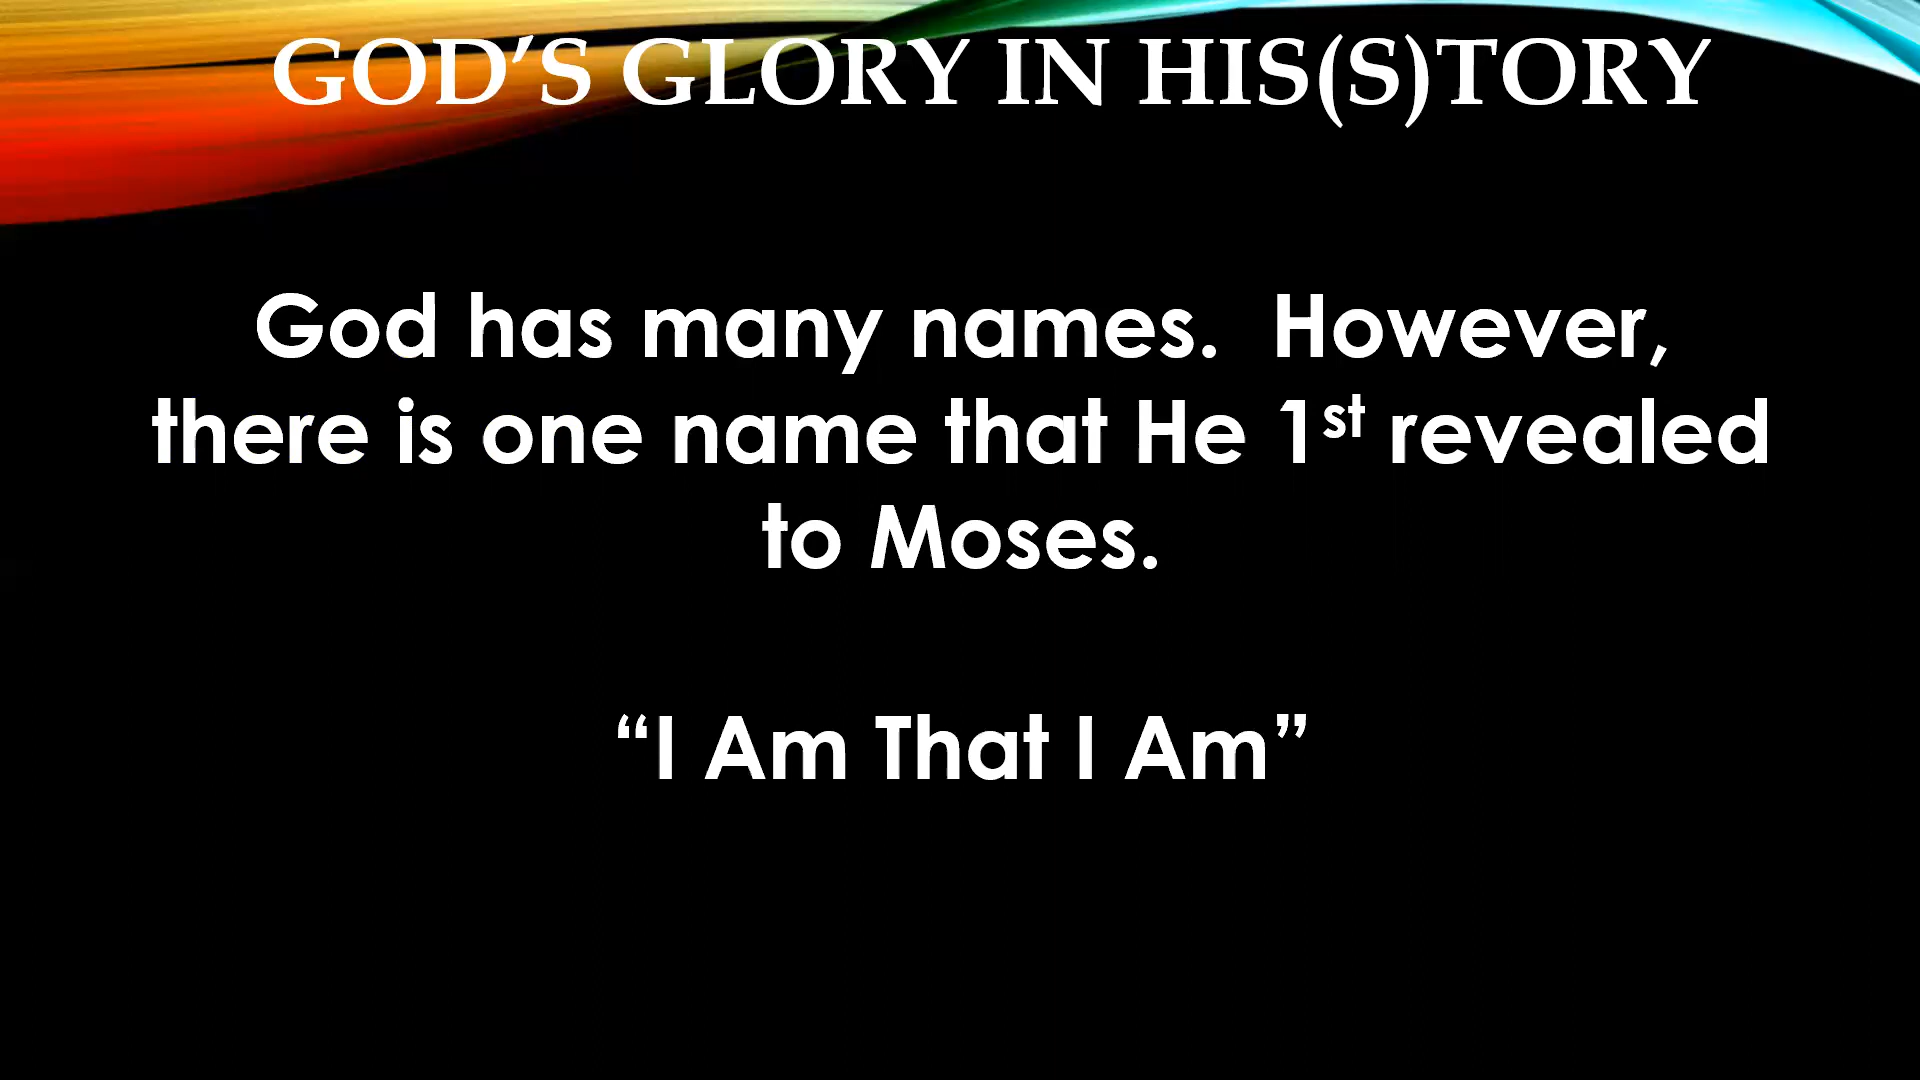 GOD’S GLORY IN HIS(S)TORY
God has many names.  However,
there is one name that He 1st revealed
to Moses.
“I Am That I Am”